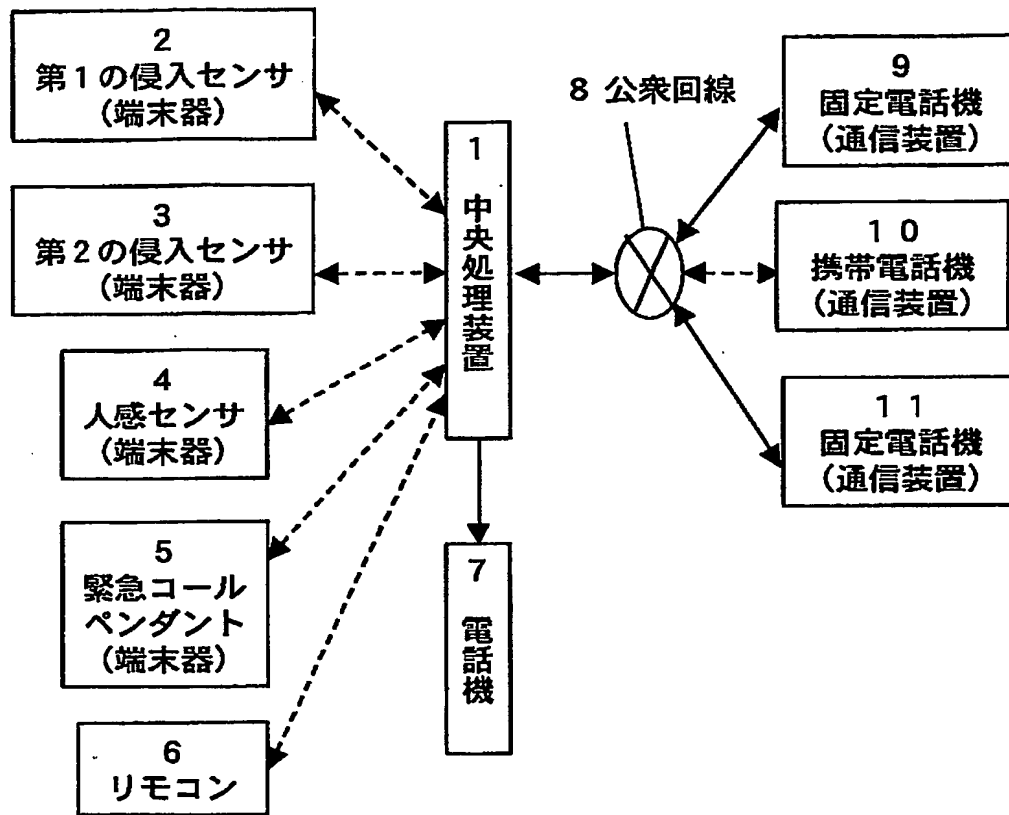 2
第1の侵入センサ
(端末器)
3
第2の侵入センサ
(端末器)
4
人感センサ
(端末器)
5
緊急コール
ペンダント
(端末器)
6
リモコン
1
中央処理装置
7
電話機
8 公衆回線
9
固定電話機
(通信装置)
10
携帯電話機
(通信装置)
11
固定電話機
(通信装置)